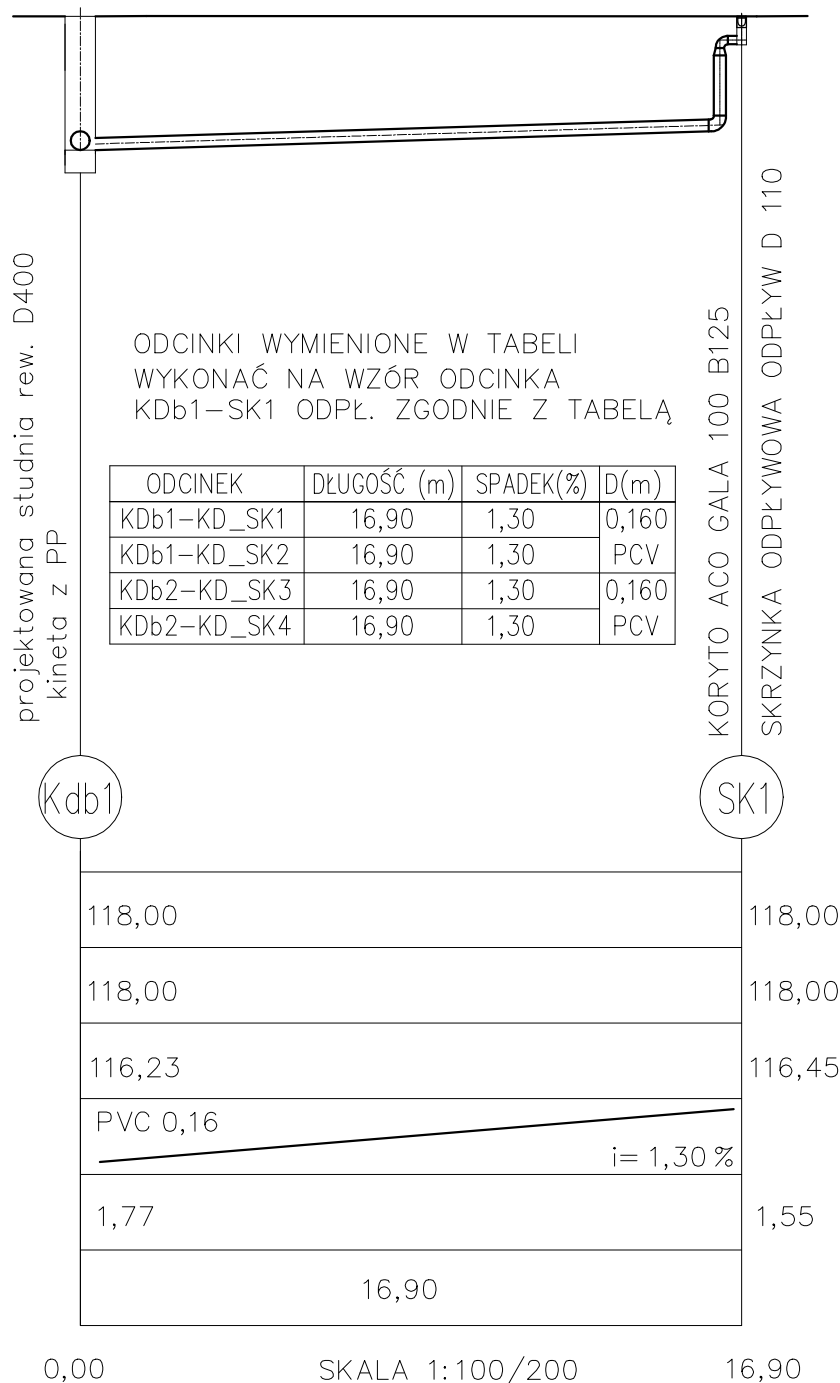 projektowana studnia rew. D400
kineta z PP
ODCINKI WYMIENIONE W TABELI
WYKONAĆ NA WZÓR ODCINKA
KDb1-SK1 ODPŁ. ZGODNIE Z TABELĄ
ODCINEK DŁUGOŚĆ (m) SPADEK(%) D(m)
KDb1-KD_SK1 16,90 1,30 0,160
KDb1-KD_SK2 16,90 1,30 PCV
KDb2-KD_SK3 16,90 1,30 0,160
KDb2-KD_SK4 16,90 1,30 PCV
KORYTO ACO GALA 100 B125
SKRZYNKA ODPŁYWOWA ODPŁYW D 110
Kdb1 SK1
118,00 118,00
118,00 118,00
116,23 116,45
PVC 0,16
i= 1,30 %
1,77 1,55
16,90
0,00 SKALA 1:100/200 16,90